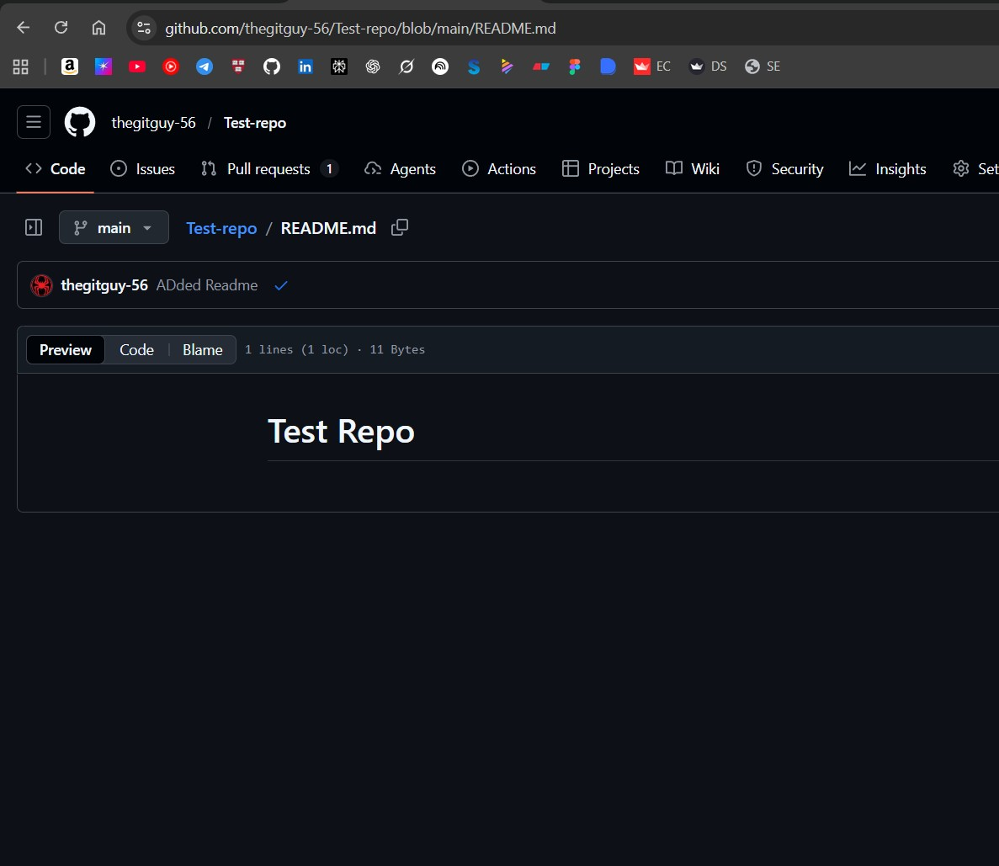 github.com/thegitguy-56/Test-repo/blob/main/README.md
EC DS SE
thegitguy-56 / Test-repo
Code Issues Pull requests 1 Agents Actions Projects Wiki Security Insights Set
main Test-repo / README.md
thegitguy-56 ADded Readme
Preview Code Blame 1 lines (1 loc) · 11 Bytes
Test Repo